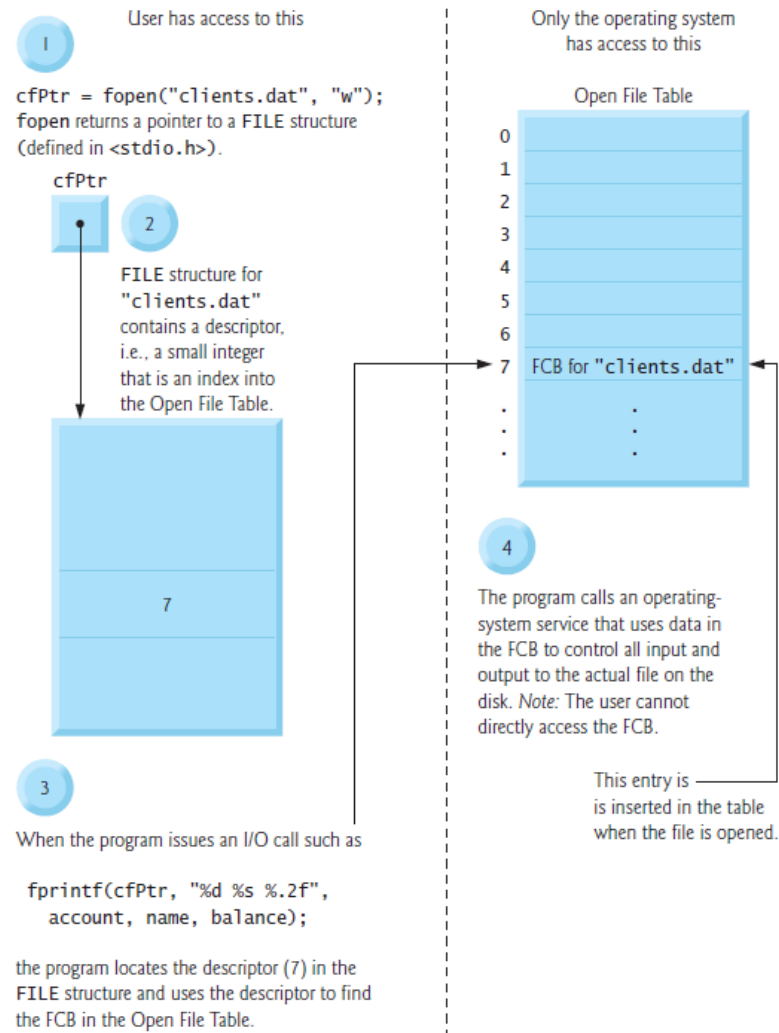 User has access to this
1
cfPtr = fopen("clients.dat", "w");
fopen returns a pointer to a FILE structure
(defined in <stdio.h>).
cfPtr
2
FILE structure for
"clients.dat"
contains a descriptor,
i.e., a small integer
that is an index into
the Open File Table.
7
3
When the program issues an I/O call such as
fprintf(cfPtr, "%d %s %.2f",
account, name, balance);
the program locates the descriptor (7) in the
FILE structure and uses the descriptor to find
the FCB in the Open File Table.
Only the operating system
has access to this
Open File Table
0
1
2
3
4
5
6
7 FCB for "clients.dat"
. .
. .
. .
4
The program calls an operating-
system service that uses data in
the FCB to control all input and
output to the actual file on the
disk. Note: The user cannot
directly access the FCB.
This entry is
is inserted in the table
when the file is opened.